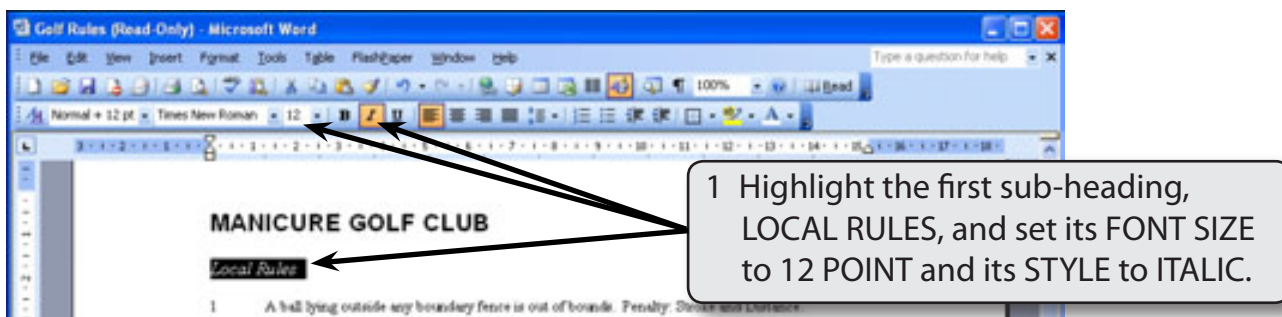 Golf Rules (Read-Only) - Microsoft Word
File Edit View Insert Format Tools Table FlashPaper Window Help Type a question for help
100% Read
Normal + 12 pt Times New Roman 12 B I U A
MANICURE GOLF CLUB
Local Rules
1 A ball lying outside any boundary fence is out of bounds. Penalty: Stroke and Distance.
1 Highlight the first sub-heading,
LOCAL RULES, and set its FONT SIZE
to 12 POINT and its STYLE to ITALIC.